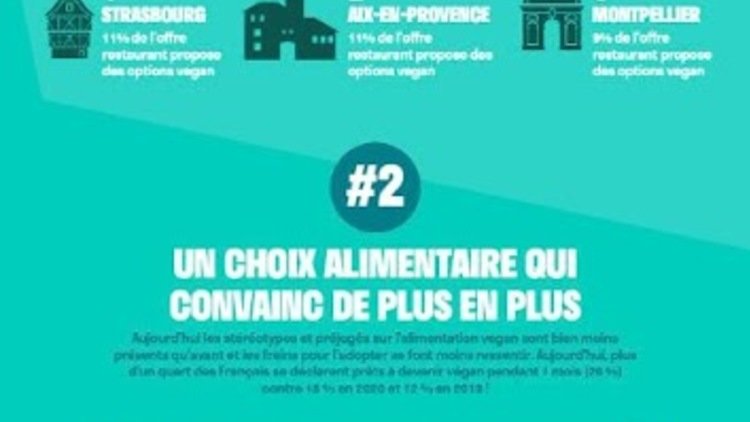 STRASBOURG
11% de l'offre
restaurant propose
des options vegan
AIX-EN-PROVENCE
11% de l'offre
restaurant propose des
options vegan
MONTPELLIER
9% de l'offre
restaurant propose
des options vegan
#2
UN CHOIX ALIMENTAIRE QUI
CONVAINC DE PLUS EN PLUS
Aujourd'hui les stéréotypes et préjugés sur l'alimentation vegan sont bien moins
présents qu'avant et les freins pour l'adopter se font moins ressentir. Aujourd'hui, plus
d'un quart des Français se déclarent prêts à devenir vegan pendant 1 mois (26 %)
contre % en 2020 et 12 % en 2019 !